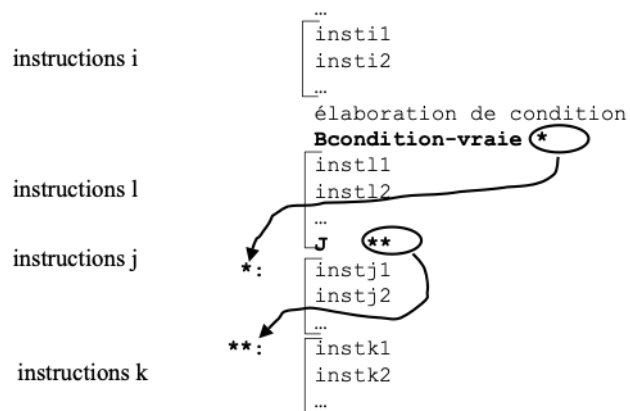 …
insti1
instructions i
insti2
…
élaboration de condition
Bcondition-vraie *
instl1
instructions l
instl2
…
J **
instructions j
*: instj1
instj2
…
**: instk1
instructions k
instk2
…